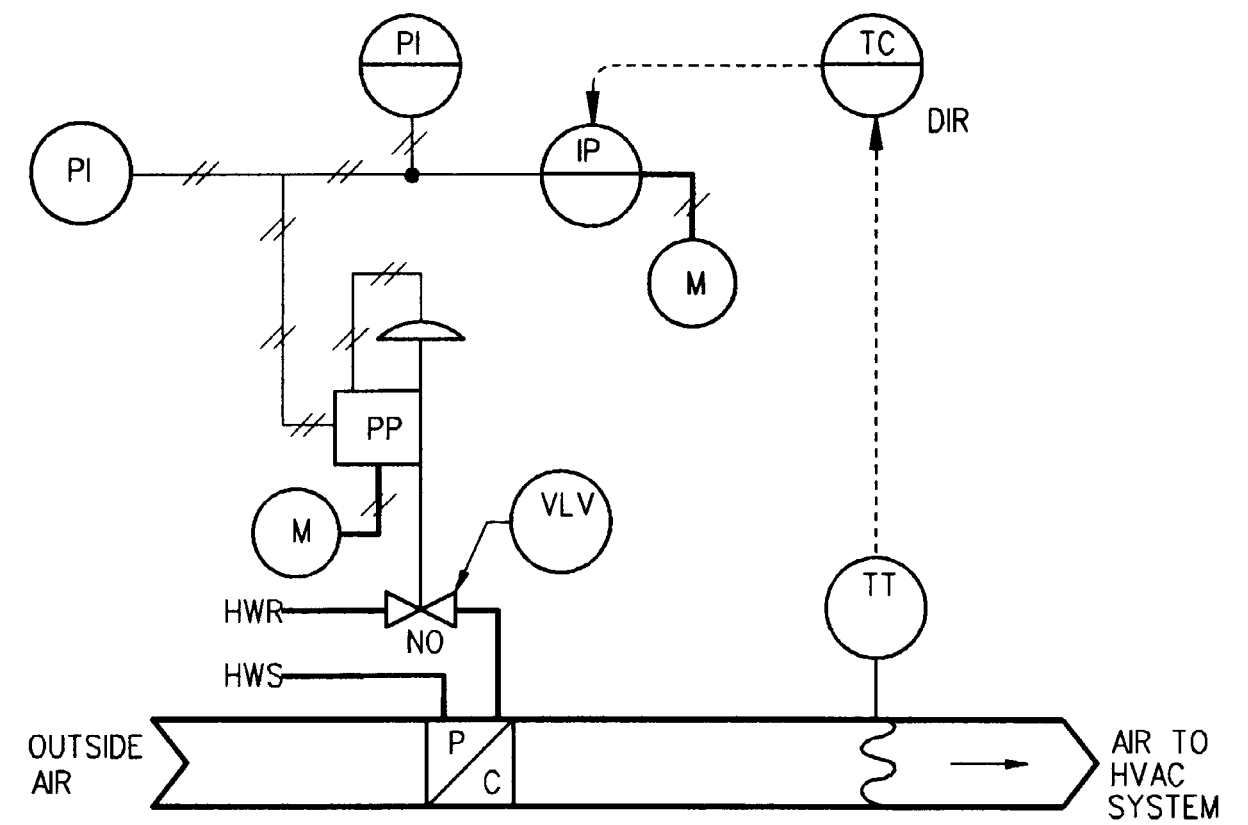 PI
TC
DIR
PI
IP
M
PP
M
VLV
HWR
NO
TT
HWS
OUTSIDE
AIR
P
C
AIR TO
HVAC
SYSTEM